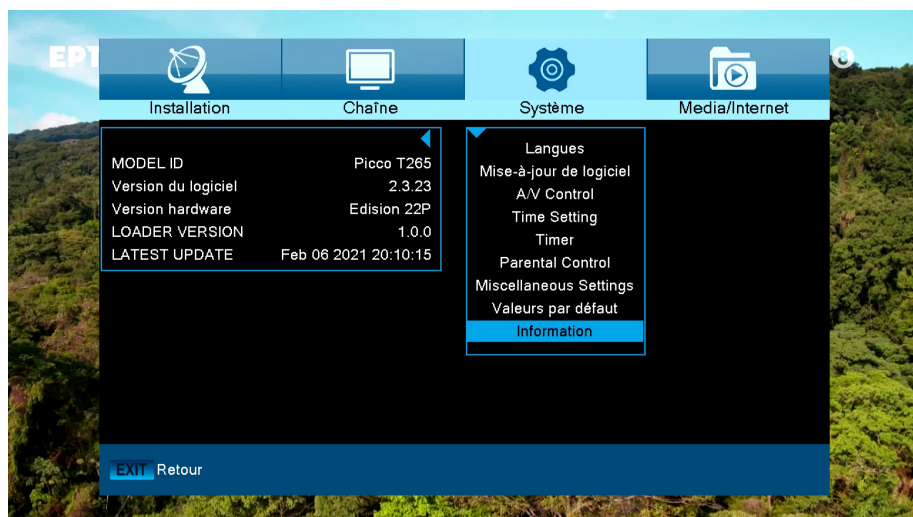 ΕΡΤ
Installation
Chaîne
Système
Media/Internet
MODEL ID Picco T265
Version du logiciel 2.3.23
Version hardware Edision 22P
LOADER VERSION 1.0.0
LATEST UPDATE Feb 06 2021 20:10:15
Langues
Mise-à-jour de logiciel
A/V Control
Time Setting
Timer
Parental Control
Miscellaneous Settings
Valeurs par défaut
Information
EXIT Retour